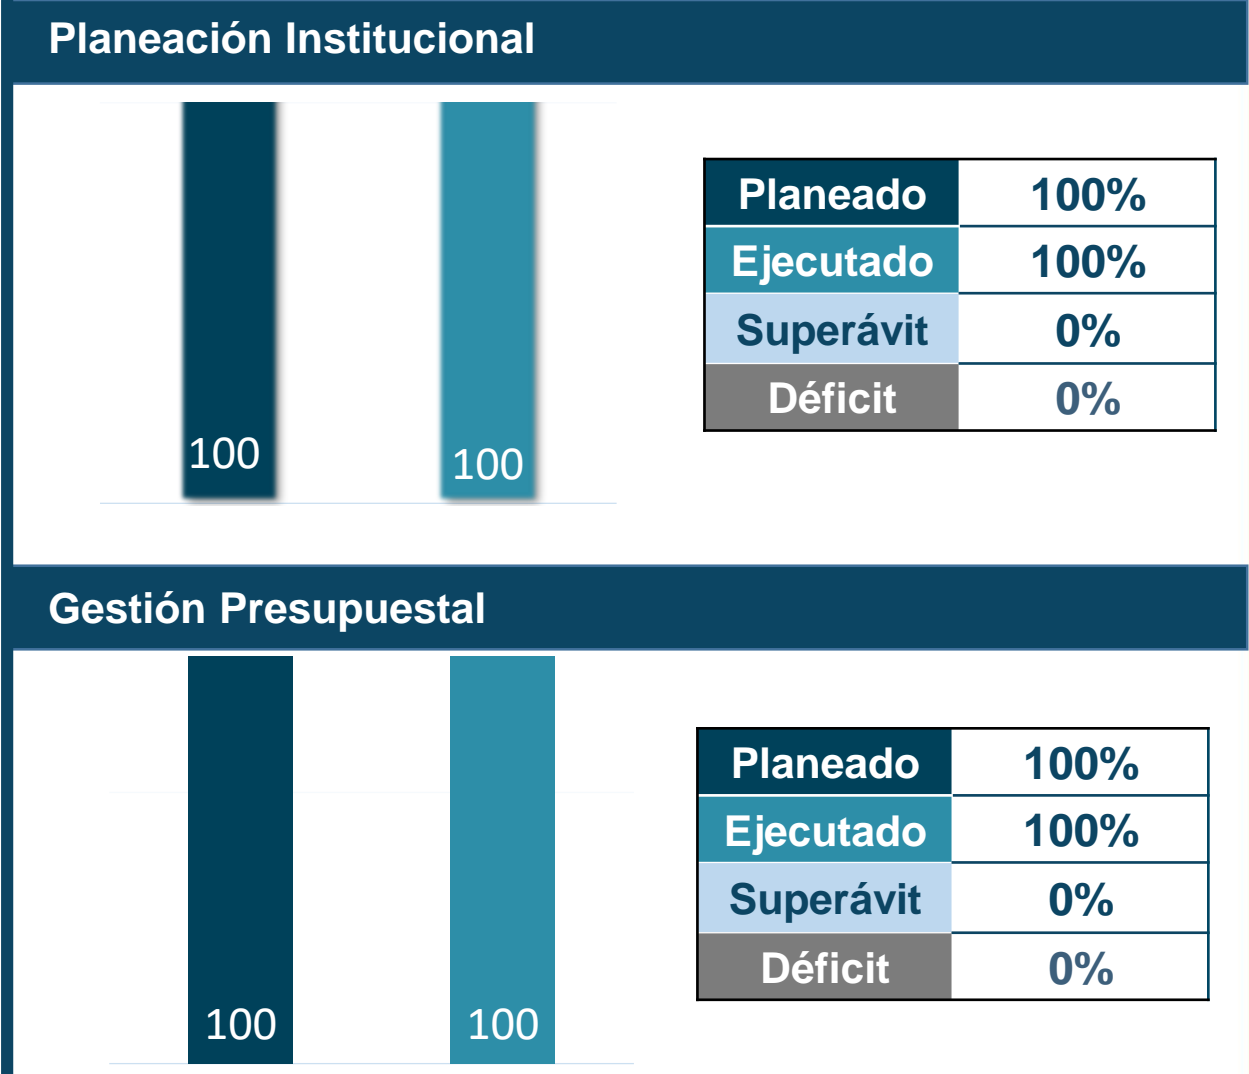 Planeación Institucional
100
100
Planeado 100%
Ejecutado 100%
Superávit 0%
Déficit 0%
Gestión Presupuestal
100
100
Planeado 100%
Ejecutado 100%
Superávit 0%
Déficit 0%